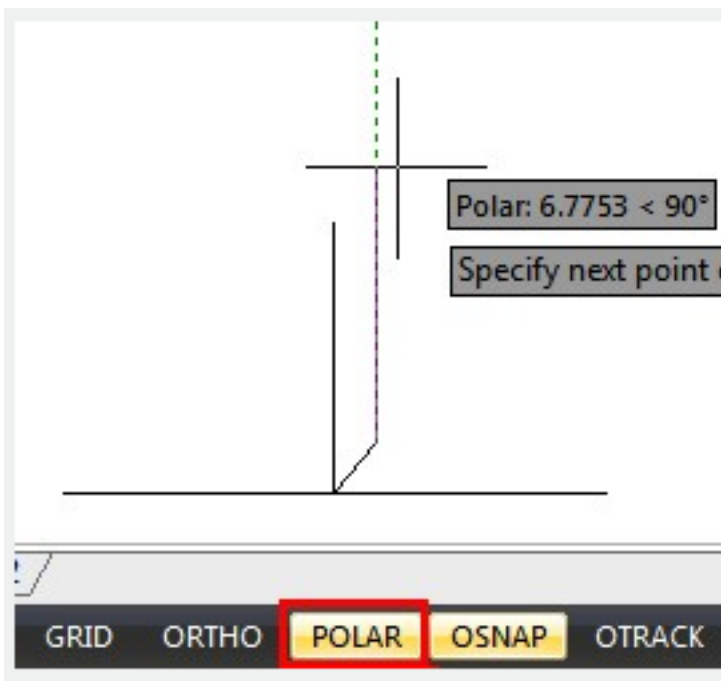 Polar: 6.7753 < 90°
Specify next point
GRID ORTHO POLAR OSNAP OTRACK